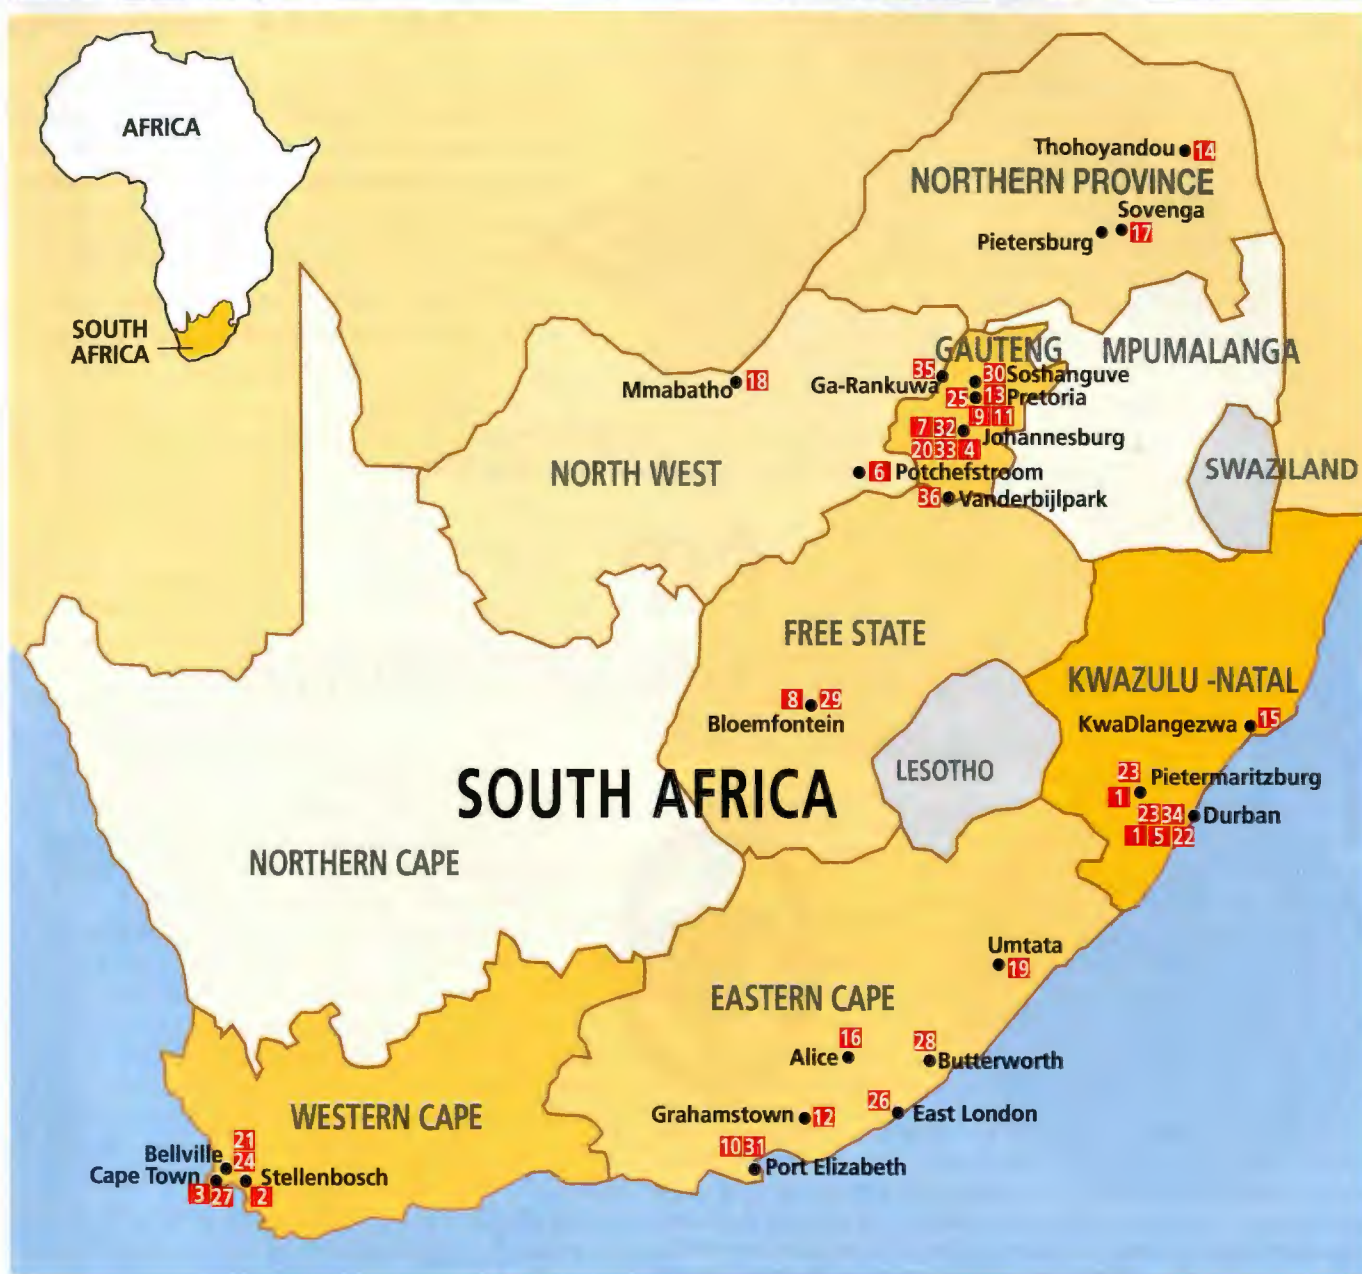 AFRICA
SOUTH
AFRICA
Thohoyandou 14
NORTHERN PROVINCE
Sovenga
Pietersburg 17
GAUTENG MPUMALANGA
35 30 Soshanguve
Mmabatho 18 Ga-Rankuwa
25 13 Pretoria
9 11
7 32 Johannesburg
20 33 4
NORTH WEST 6 Potchefstroom SWAZILAND
36 Vanderbijlpark
FREE STATE
KWAZULU -NATAL
8 29
Bloemfontein
KwaDlangezwa 15
LESOTHO
23 Pietermaritzburg
1
SOUTH AFRICA
23 34 Durban
1 5 22
NORTHERN CAPE
Umtata
19
EASTERN CAPE
16 28
Alice Butterworth
26
WESTERN CAPE Grahamstown 12 East London
21
Bellville 24
10 31
Port Elizabeth
Cape Town Stellenbosch
3 27 2